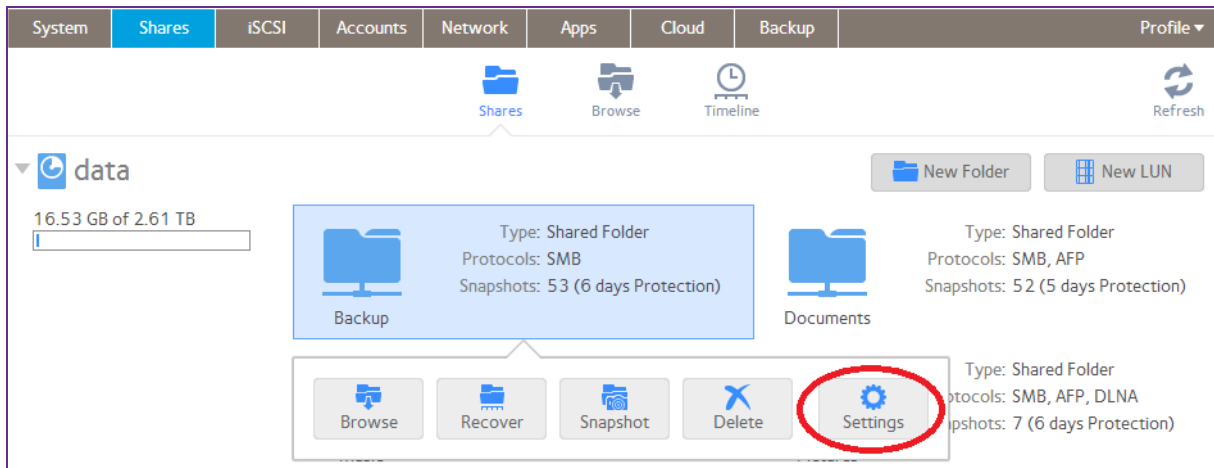 System Shares iSCSI Accounts Network Apps Cloud Backup Profile
Shares Browse Timeline Refresh
data
New Folder New LUN
16.53 GB of 2.61 TB
Type: Shared Folder
Protocols: SMB
Snapshots: 53 (6 days Protection)
Backup
Type: Shared Folder
Protocols: SMB, AFP
Snapshots: 52 (5 days Protection)
Documents
Browse Recover Snapshot Delete Settings
Type: Shared Folder
otocols: SMB, AFP, DLNA
pshots: 7 (6 days Protection)